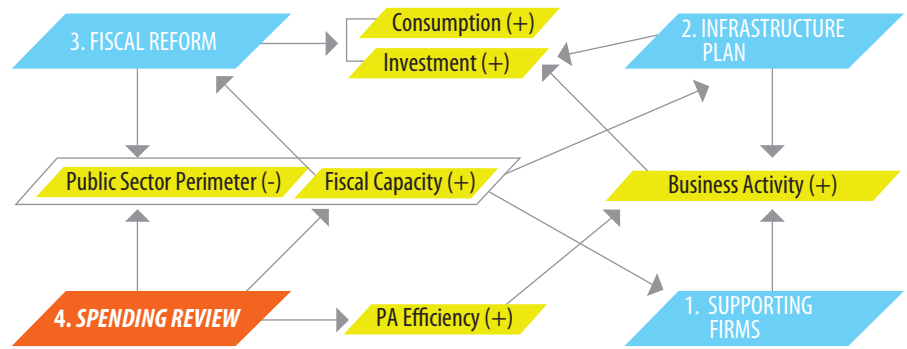 3. FISCAL REFORM
Consumption (+)
Investment (+)
2. INFRASTRUCTURE
PLAN
Public Sector Perimeter (-)
Fiscal Capacity (+)
Business Activity (+)
4. SPENDING REVIEW
PA Efficiency (+)
1. SUPPORTING
FIRMS